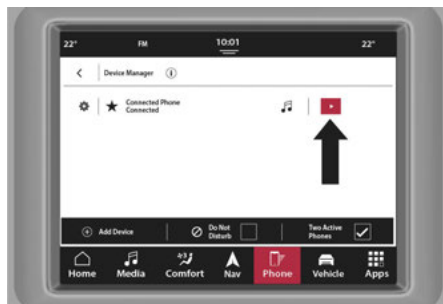 22° FM 10:01 22°
Device Manager
Connected Phone
Connected
Add Device
Do Not
Disturb
Two Active
Phones
Home Media Comfort Nav Phone Vehicle Apps